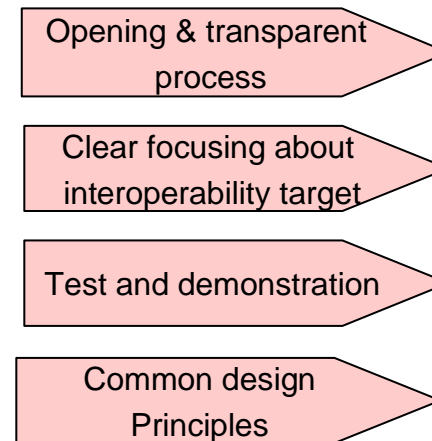 Opening & transparent
process
Clear focusing about
interoperability target
Test and demonstration
Common design
Principles